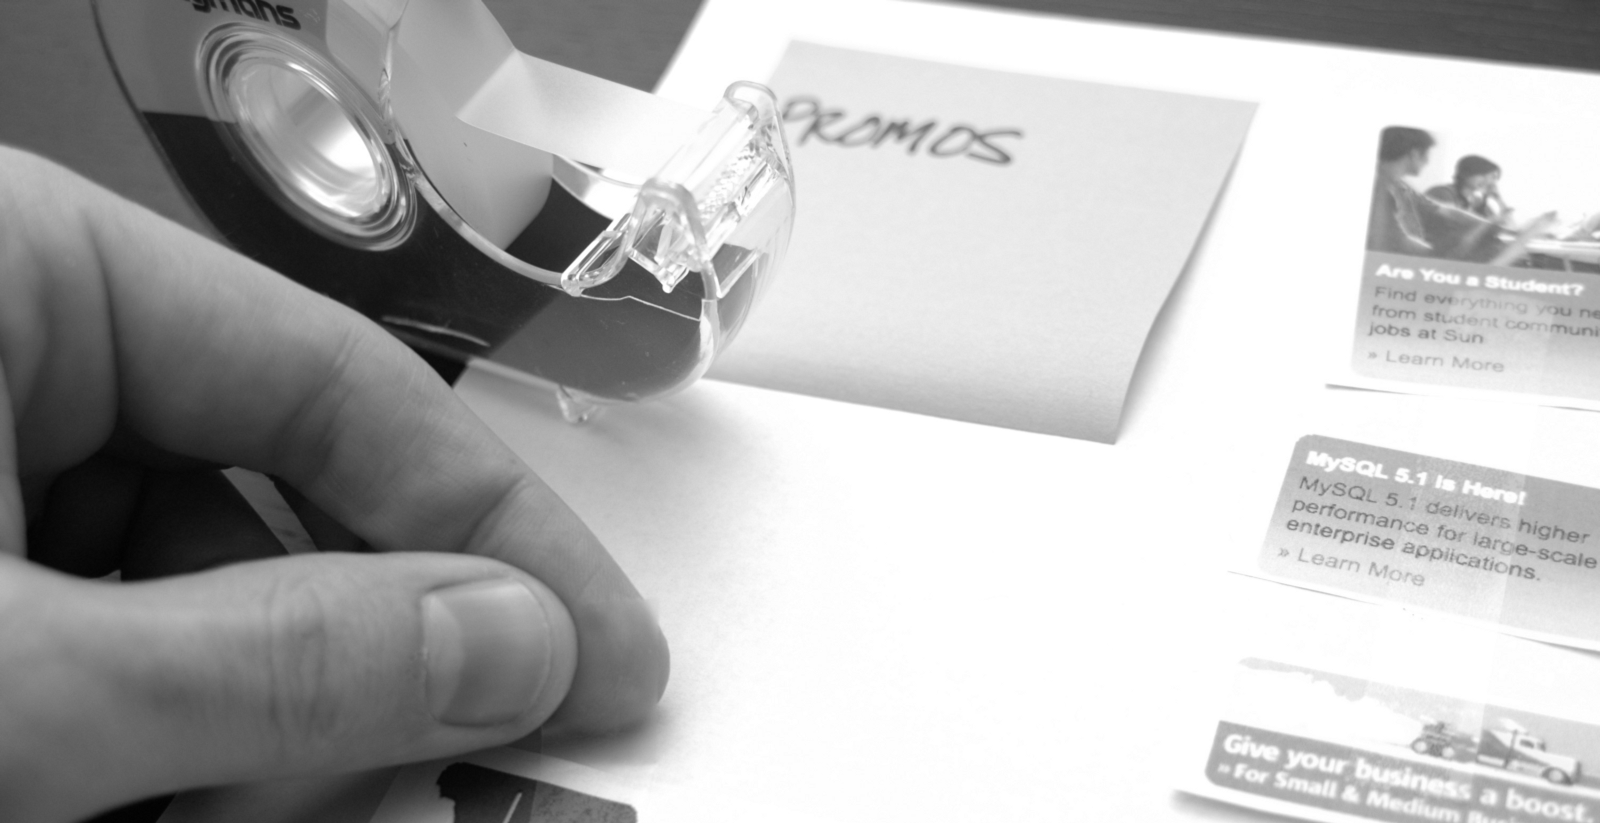 PROMOS
Are You a Student?
Find everything you
from student
jobs at Sun
» Learn More
MySQL 5.1 Is Here!
MySQL 5.1 delivers higher
performance for large-scale
enterprise applications.
» Learn More
Give your business a boost.
» For Small & Medium